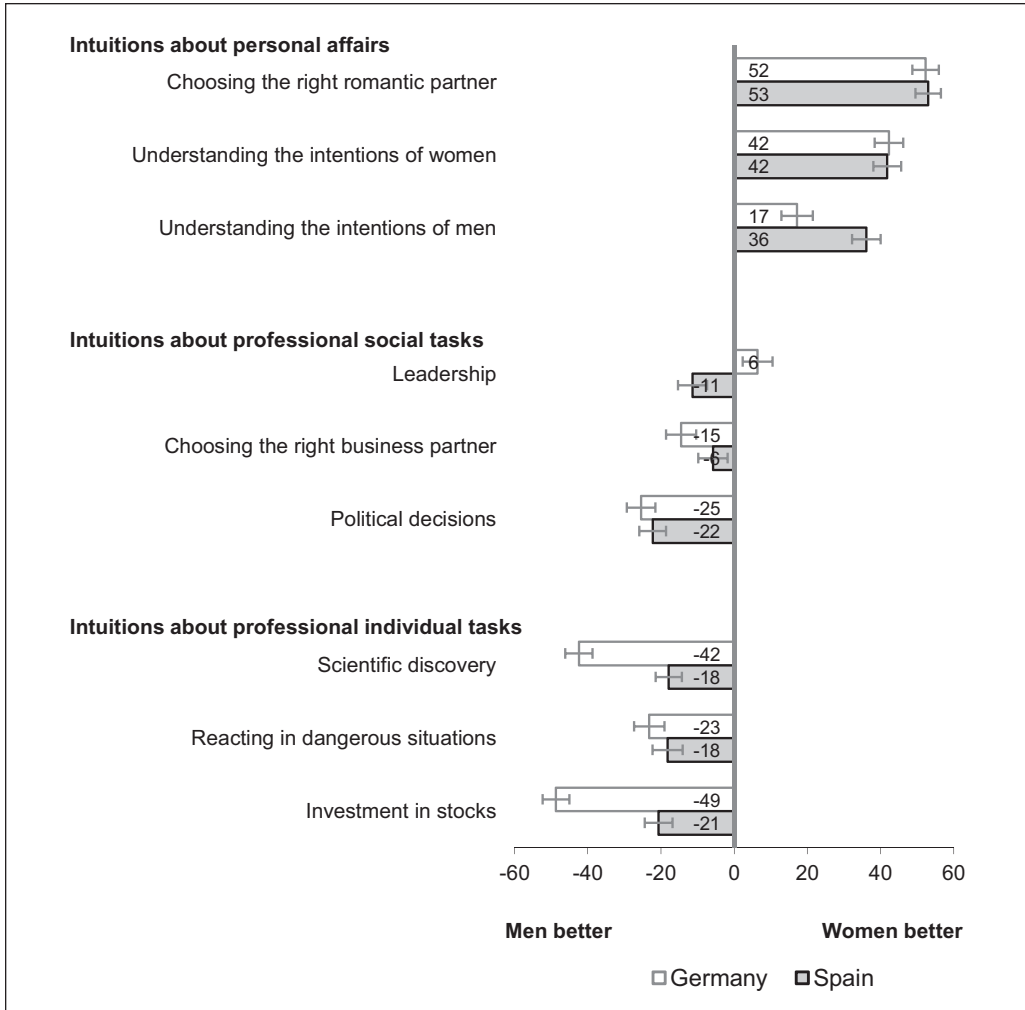 Intuitions about personal affairs
Choosing the right romantic partner
52
53
Understanding the intentions of women
42
42
Understanding the intentions of men
17
36
Intuitions about professional social tasks
Leadership
6
-11
Choosing the right business partner
-15
-6
Political decisions
-25
-22
Intuitions about professional individual tasks
Scientific discovery
-42
-18
Reacting in dangerous situations
-23
-18
Investment in stocks
-49
-21
-60 -40 -20 0 20 40 60
Men better Women better
Germany Spain